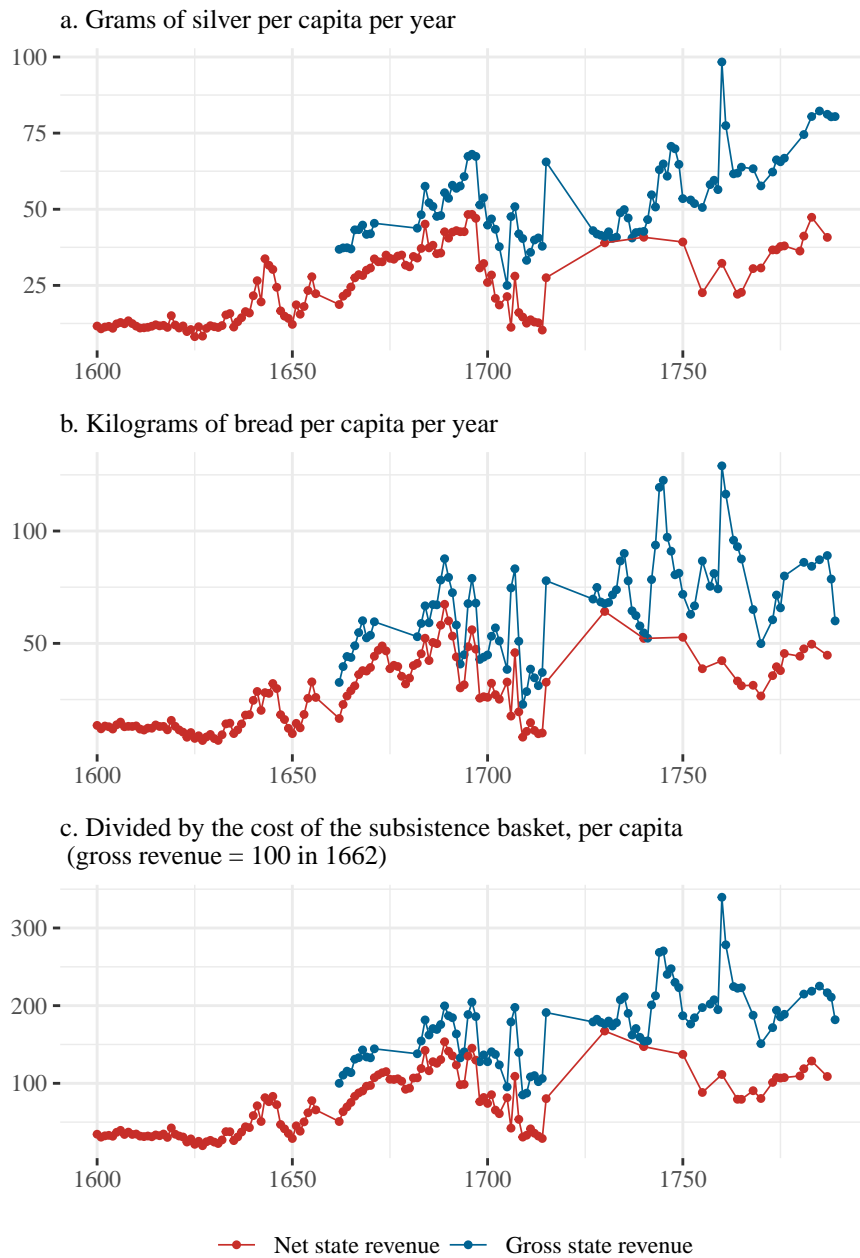 a. Grams of silver per capita per year
100
75
50
25
1600 1650 1700 1750
b. Kilograms of bread per capita per year
100
50
1600 1650 1700 1750
c. Divided by the cost of the subsistence basket, per capita
(gross revenue = 100 in 1662)
300
200
100
1600 1650 1700 1750
Net state revenue Gross state revenue